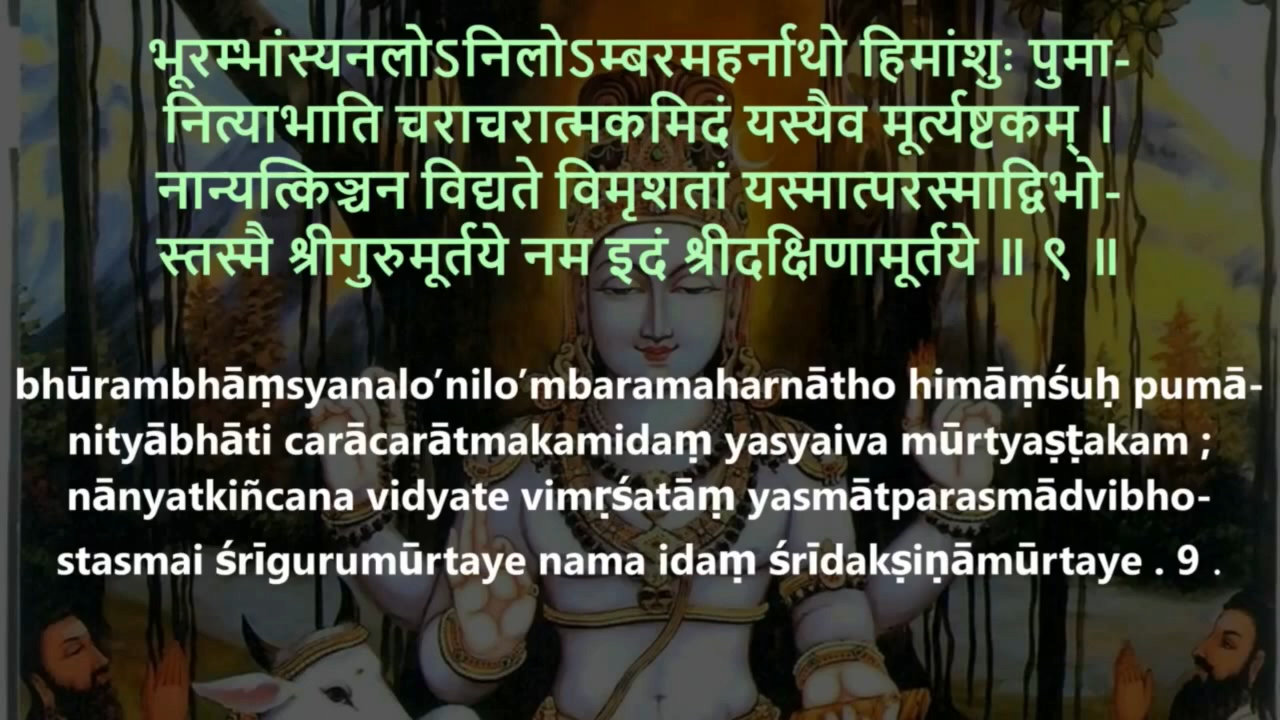 भूरम्भांस्यनलोऽनिलोऽम्बरमहर्नाथो हिमांशुः पुमा-
नित्याभाति चराचरात्मकमिदं यस्यैव मूर्त्यष्टकम् ।
नान्यत्किञ्चन विद्यते विमृशतां यस्मात्परस्माद्विभो-
स्तस्मै श्रीगुरुमूर्तये नम इदं श्रीदक्षिणामूर्तये ॥ ९ ॥
bhūrambhāṃsyanalo’nilo’mbaramaharnātho himāṃśuḥ pumā-
nityābhāti carācarātmakamidaṃ yasyaiva mūrtyaṣṭakam ;
nānyatkiñcana vidyate vimṛśatāṃ yasmātparasmādvibho-
stasmai śrīgurumūrtaye nama idaṃ śrīdakṣiṇāmūrtaye . 9 .